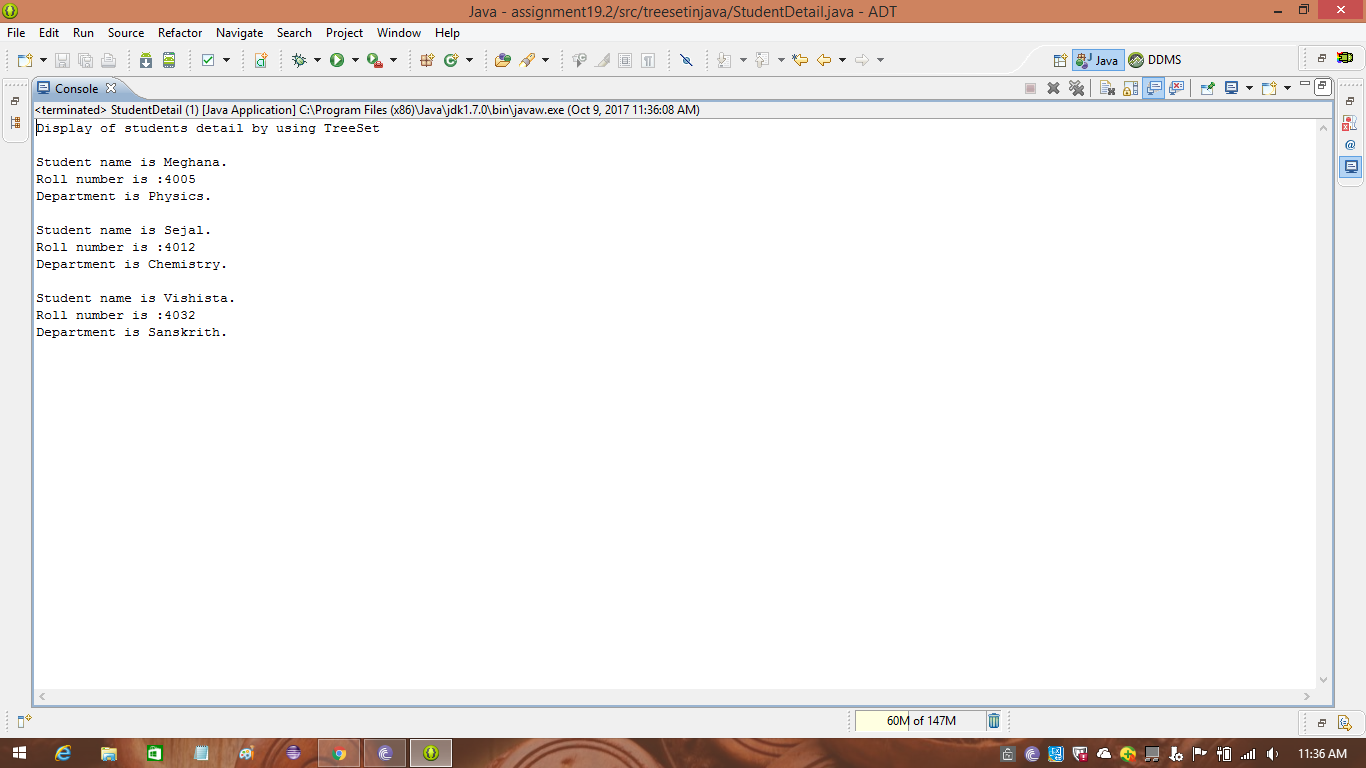 Java - assignment19.2/src/treesetinjava/StudentDetail.java - ADT
File Edit Run Source Refactor Navigate Search Project Window Help
Java DDMS
Console
<terminated> StudentDetail (1) [Java Application] C:\Program Files (x86)\Java\jdk1.7.0\bin\javaw.exe (Oct 9, 2017 11:36:08 AM)
Display of students detail by using TreeSet
Student name is Meghana.
Roll number is :4005
Department is Physics.
Student name is Sejal.
Roll number is :4012
Department is Chemistry.
Student name is Vishista.
Roll number is :4032
Department is Sanskrith.
60M of 147M
11:36 AM